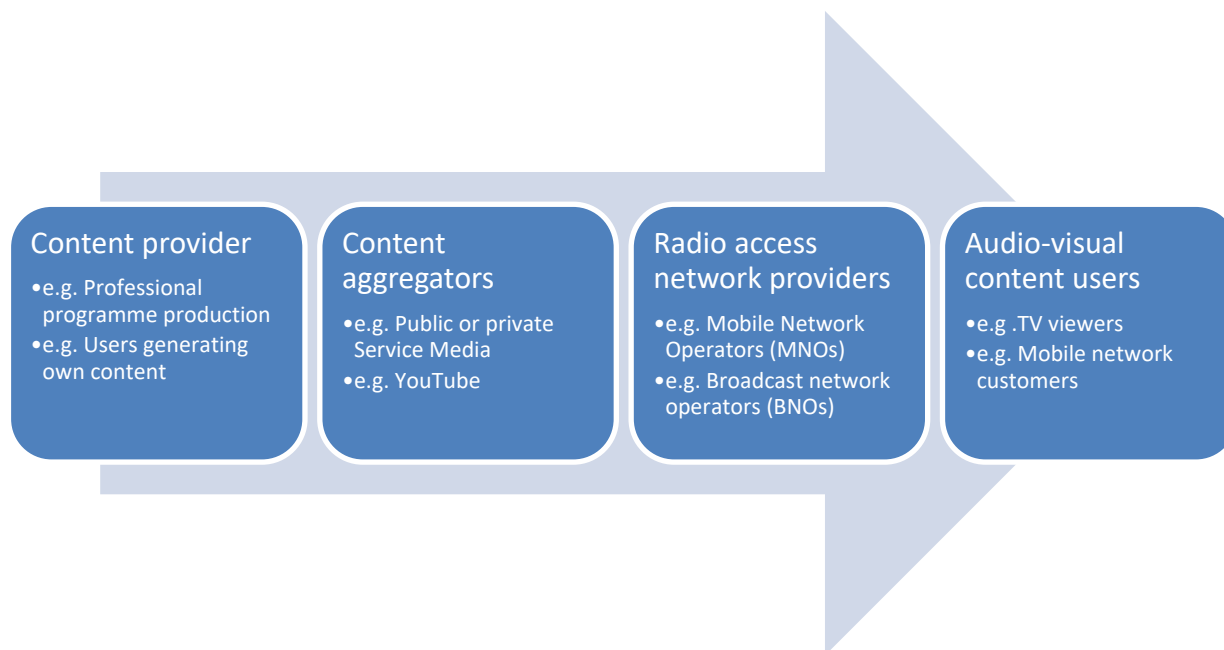 Content provider
•e.g. Professional
programme production
•e.g. Users generating
own content
Content
aggregators
•e.g. Public or private
Service Media
•e.g. YouTube
Radio access
network providers
•e.g. Mobile Network
Operators (MNOs)
•e.g. Broadcast network
operators (BNOs)
Audio-visual
content users
•e.g .TV viewers
•e.g. Mobile network
customers